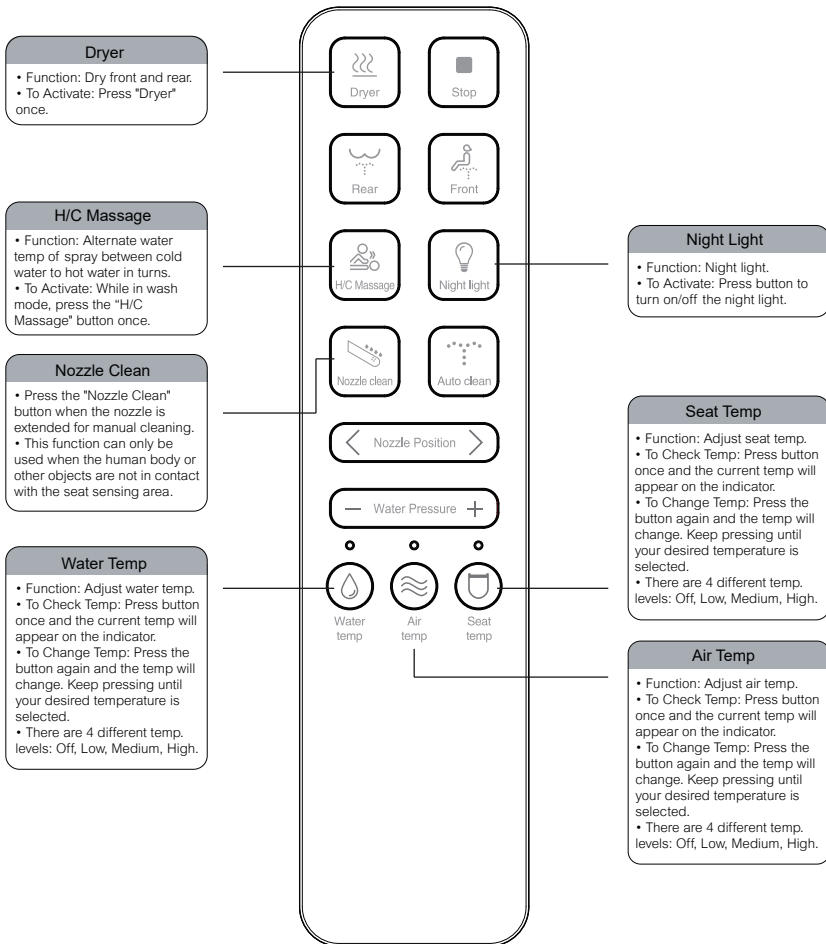 Dryer
• Function: Dry front and rear.
• To Activate: Press "Dryer"
once.
H/C Massage
• Function: Alternate water
temp of spray between cold
water to hot water in turns.
• To Activate: While in wash
mode, press the “H/C
Massage" button once.
Nozzle Clean
• Press the "Nozzle Clean"
button when the nozzle is
extended for manual cleaning.
• This function can only be
used when the human body or
other objects are not in contact
with the seat sensing area.
Water Temp
• Function: Adjust water temp.
• To Check Temp: Press button
once and the current temp will
appear on the indicator.
• To Change Temp: Press the
button again and the temp will
change. Keep pressing until
your desired temperature is
selected.
• There are 4 different temp.
levels: Off, Low, Medium, High.
Dryer
Stop
Rear
Front
H/C Massage
Night light
Nozzle clean
Auto clean
Nozzle Position
— Water Pressure +
Water
temp
Air
temp
Seat
temp
Night Light
• Function: Night light.
• To Activate: Press button to
turn on/off the night light.
Seat Temp
• Function: Adjust seat temp.
• To Check Temp: Press button
once and the current temp will
appear on the indicator.
• To Change Temp: Press the
button again and the temp will
change. Keep pressing until
your desired temperature is
selected.
• There are 4 different temp.
levels: Off, Low, Medium, High.
Air Temp
• Function: Adjust air temp.
• To Check Temp: Press button
once and the current temp will
appear on the indicator.
• To Change Temp: Press the
button again and the temp will
change. Keep pressing until
your desired temperature is
selected.
• There are 4 different temp.
levels: Off, Low, Medium, High.